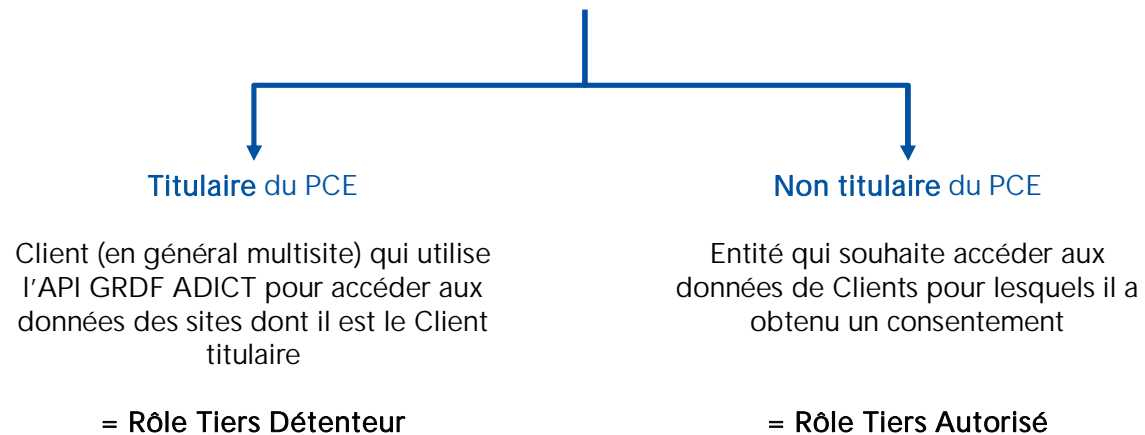 Titulaire du PCE
Client (en général multisite) qui utilise
l'API GRDF ADICT pour accéder aux
données des sites dont il est le Client
titulaire
= Rôle Tiers Détenteur
Non titulaire du PCE
Entité qui souhaite accéder aux
données de Clients pour lesquels il a
obtenu un consentement
= Rôle Tiers Autorisé